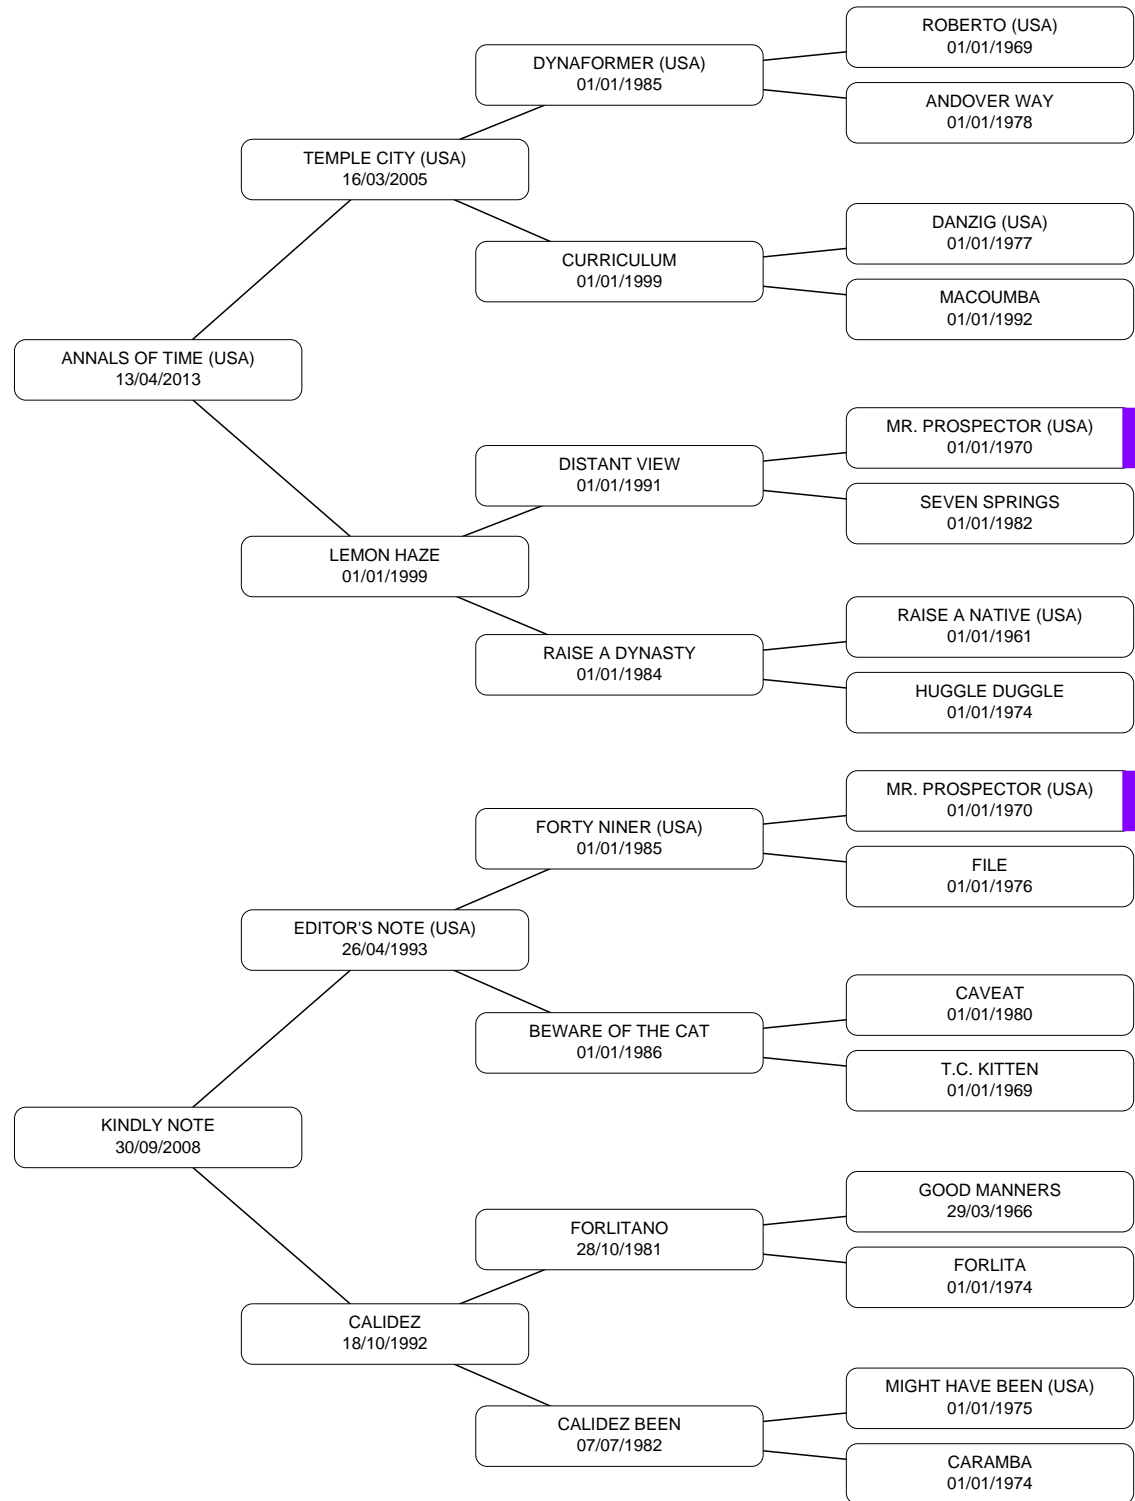 ROBERTO (USA)
01/01/1969
DYNAFORMER (USA)
01/01/1985
ANDOVER WAY
01/01/1978
TEMPLE CITY (USA)
16/03/2005
DANZIG (USA)
01/01/1977
CURRICULUM
01/01/1999
MACOUMBA
01/01/1992
ANNALS OF TIME (USA)
13/04/2013
MR. PROSPECTOR (USA)
01/01/1970
DISTANT VIEW
01/01/1991
SEVEN SPRINGS
01/01/1982
LEMON HAZE
01/01/1999
RAISE A NATIVE (USA)
01/01/1961
RAISE A DYNASTY
01/01/1984
HUGGLE DUGGLE
01/01/1974
MR. PROSPECTOR (USA)
01/01/1970
FORTY NINER (USA)
01/01/1985
FILE
01/01/1976
EDITOR'S NOTE (USA)
26/04/1993
CAVEAT
01/01/1980
BEWARE OF THE CAT
01/01/1986
T.C. KITTEN
01/01/1969
KINDLY NOTE
30/09/2008
GOOD MANNERS
29/03/1966
FORLITANO
28/10/1981
FORLITA
01/01/1974
CALIDEZ
18/10/1992
MIGHT HAVE BEEN (USA)
01/01/1975
CALIDEZ BEEN
07/07/1982
CARAMBA
01/01/1974